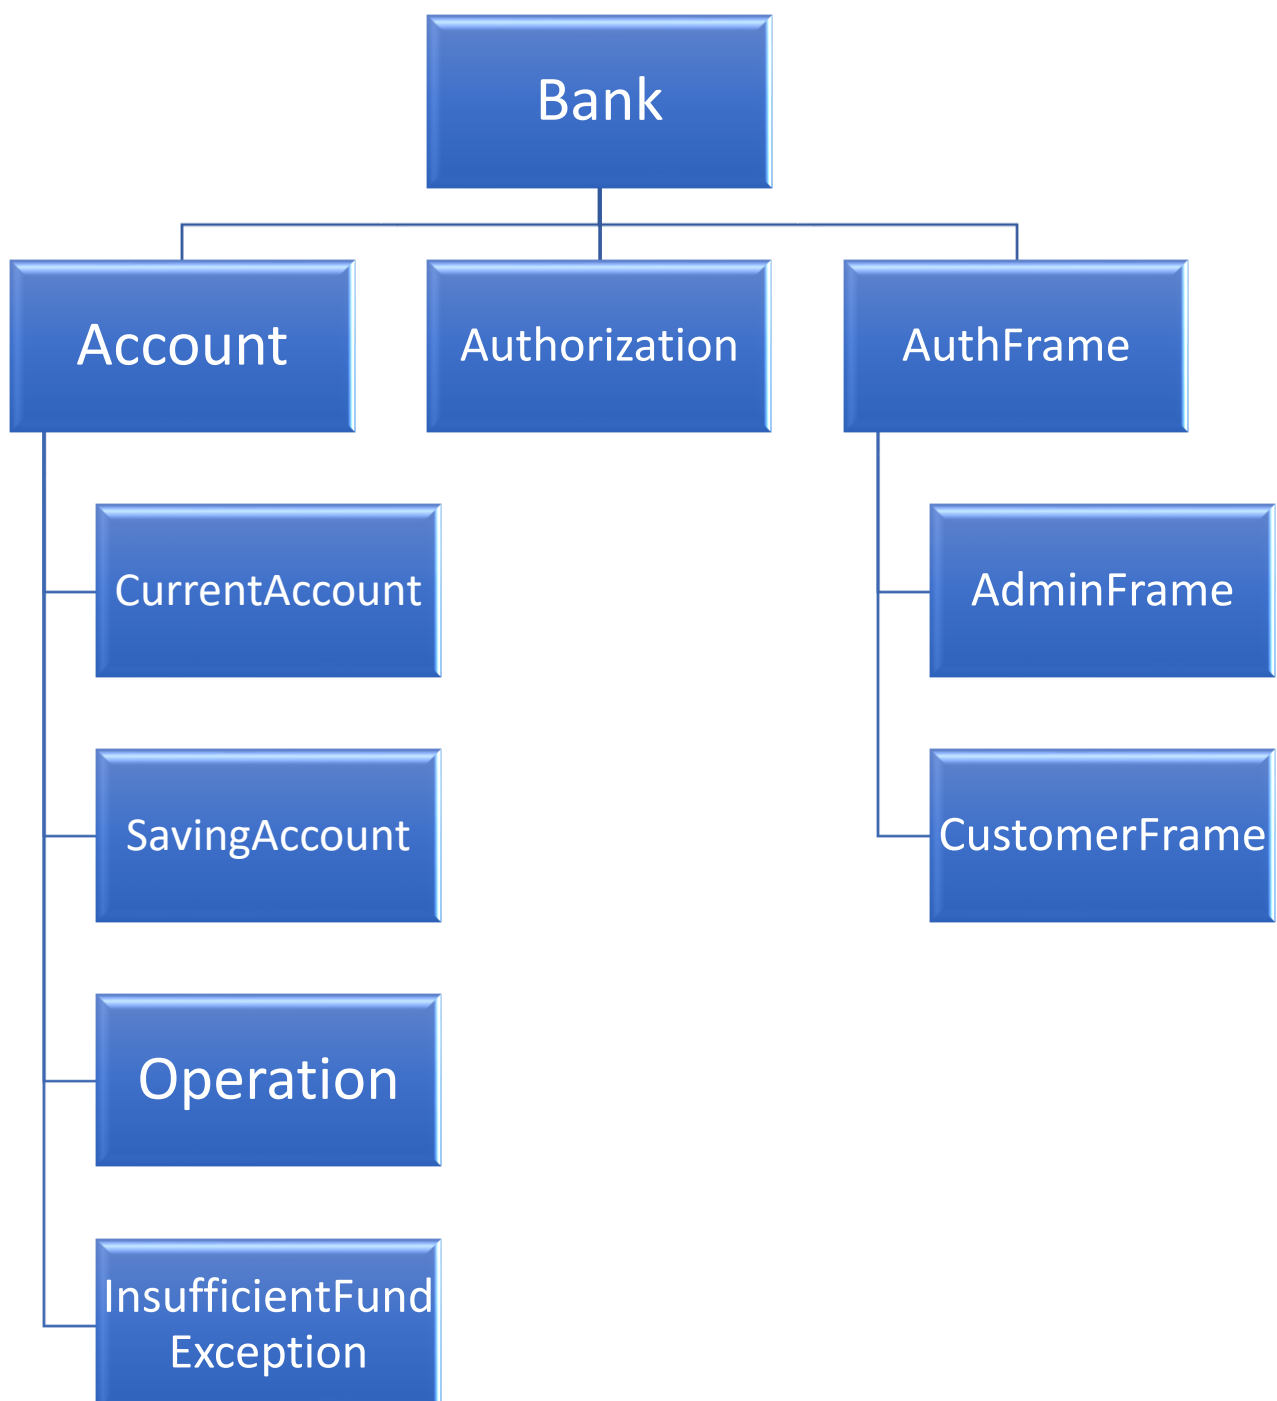 Bank
Account
Authorization
AuthFrame
CurrentAccount
AdminFrame
SavingAccount
CustomerFrame
Operation
InsufficientFund
Exception